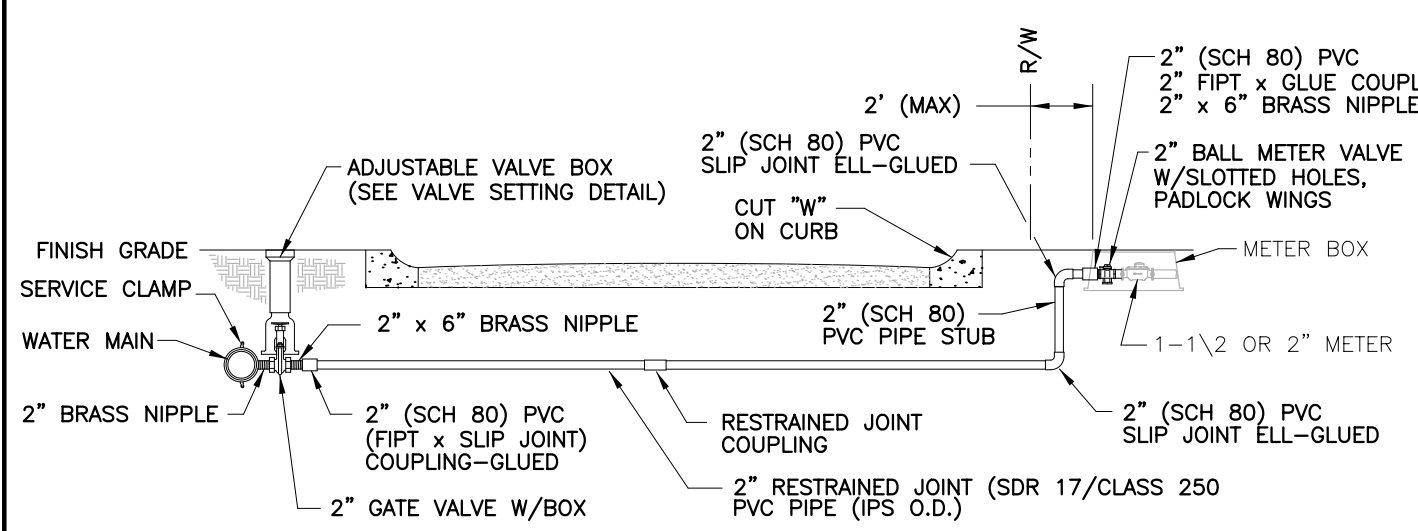 R/W
2" (SCH 80) PVC
2" FIPT x GLUE COUPL
2" x 6" BRASS NIPPLE
2' (MAX)
2" (SCH 80) PVC
SLIP JOINT ELL-GLUED
2" BALL METER VALVE
W/SLOTTED HOLES,
PADLOCK WINGS
ADJUSTABLE VALVE BOX
(SEE VALVE SETTING DETAIL)
CUT "W"
ON CURB
FINISH GRADE
METER BOX
SERVICE CLAMP
2" x 6" BRASS NIPPLE
2" (SCH 80)
PVC PIPE STUB
WATER MAIN
1-1\2 OR 2" METER
2" BRASS NIPPLE
2" (SCH 80) PVC
(FIPT x SLIP JOINT)
COUPLING-GLUED
RESTRAINED JOINT
COUPLING
2" (SCH 80) PVC
SLIP JOINT ELL-GLUED
2" GATE VALVE W/BOX
2" RESTRAINED JOINT (SDR 17/CLASS 250
PVC PIPE (IPS O.D.)